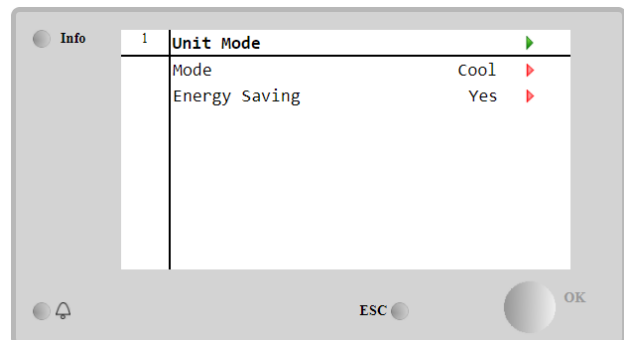 Info
1 Unit Mode
Mode Cool
Energy Saving Yes
ESC
OK